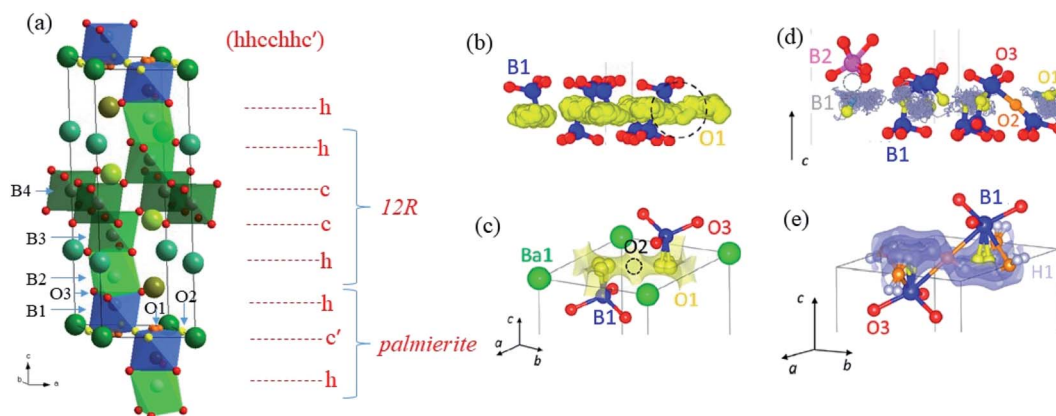 (a)
(hhcchhc′)
h
h
c
12R
c
h
h
c′
palmierite
h
B4
B3
B2
O3
B1
O1
O2
c
b
a
(b)
B1
O1
(c)
Ba1
O2
O3
O1
B1
c
a
b
(d)
B2
O3
B1
O1
O2
B1
c
(e)
B1
H1
O3
c
a
b